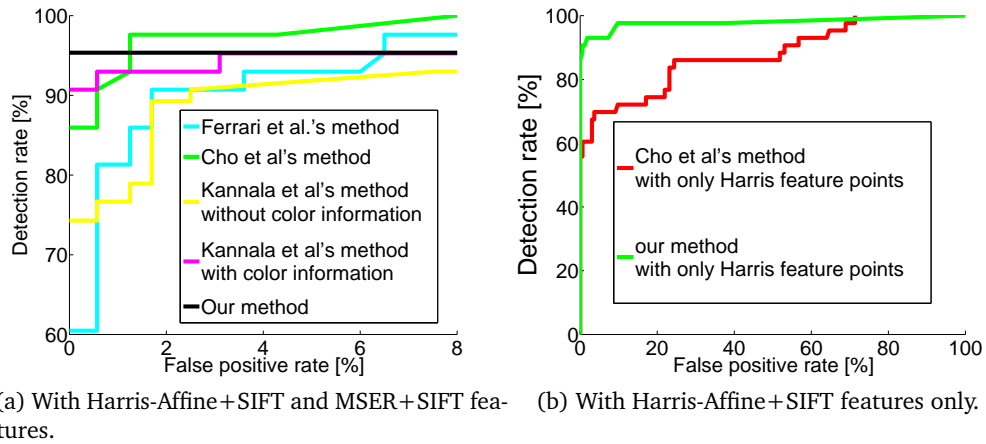 100
90
80
70
60
0
2
4
6
8
Detection rate [%]
False positive rate [%]
Ferrari et al.'s method
Cho et al's method
Kannala et al's method
without color information
Kannala et al's method
with color information
Our method
100
80
60
40
20
0
0
20
40
60
80
100
Detection rate [%]
False positive rate [%]
Cho et al's method
with only Harris feature points
our method
with only Harris feature points
(a) With Harris-Affine+SIFT and MSER+SIFT fea-
tures.
(b) With Harris-Affine+SIFT features only.